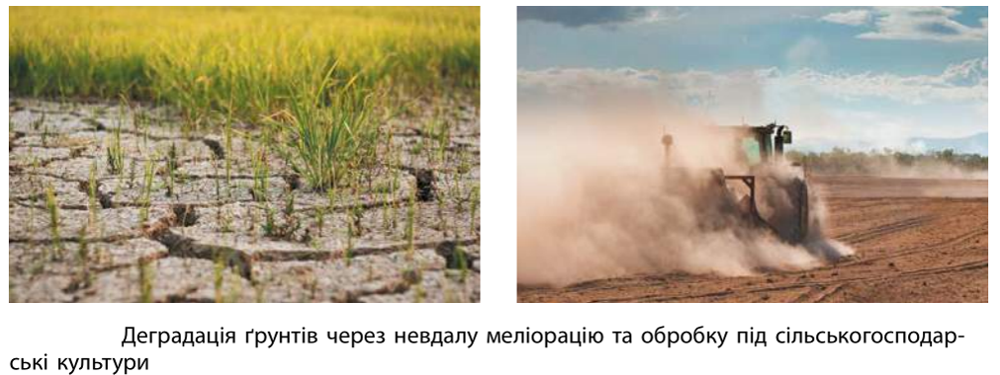 Деградація ґрунтів через невдалу меліорацію та обробку під сільськогосподар-
ські культури